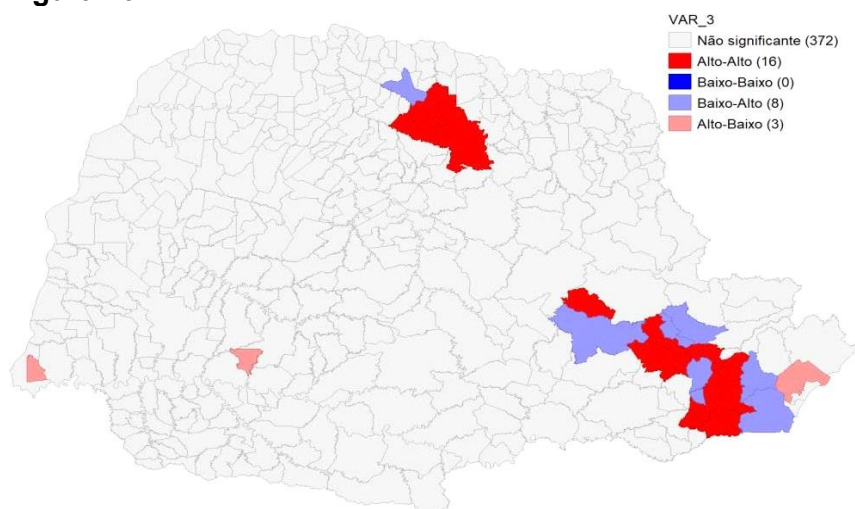 VAR_3
Não significante (372)
Alto-Alto (16)
Baixo-Baixo (0)
Baixo-Alto (8)
Alto-Baixo (3)